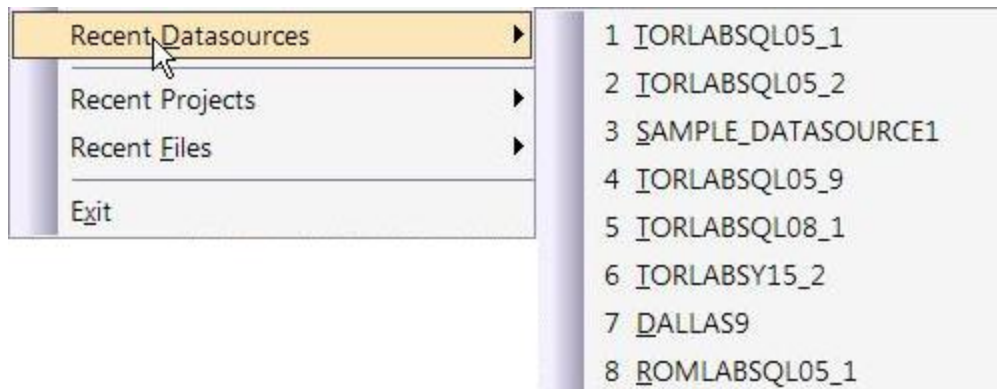 Recent Datasources
Recent Projects
Recent Files
Exit
1 TORLABSQL05_1
2 TORLABSQL05_2
3 SAMPLE_DATASOURCE1
4 TORLABSQL05_9
5 TORLABSQL08_1
6 TORLABSY15_2
7 DALLAS9
8 ROMLABSQL05_1